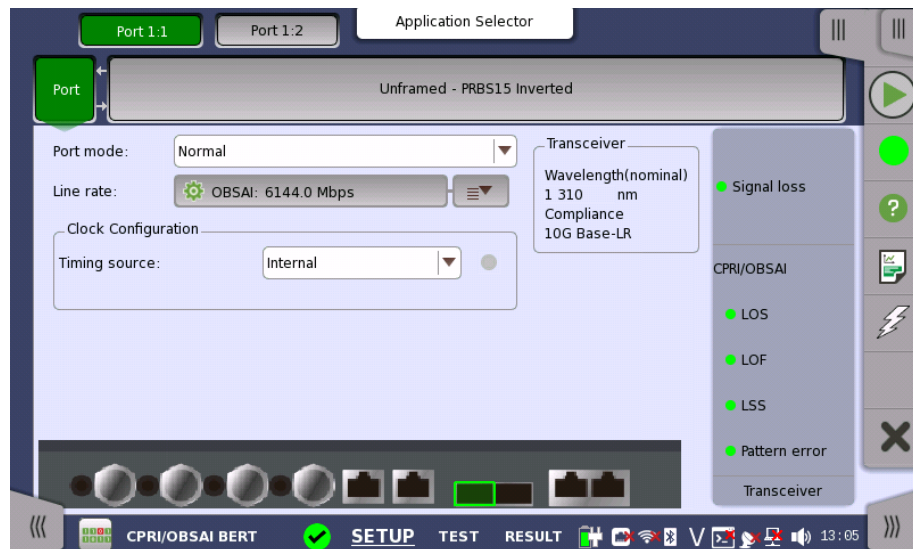 Port 1:1
Port 1:2
Application Selector
Port
Unframed - PRBS15 Inverted
Port mode:
Normal
Line rate:
OBSAI: 6144.0 Mbps
Clock Configuration
Timing source:
Internal
Transceiver
Wavelength(nominal)
1 310 nm
Compliance
10G Base-LR
Signal loss
CPRI/OBSAI
LOS
LOF
LSS
Pattern error
Transceiver
CPRI/OBSAI BERT
SETUP
TEST
RESULT
13:05